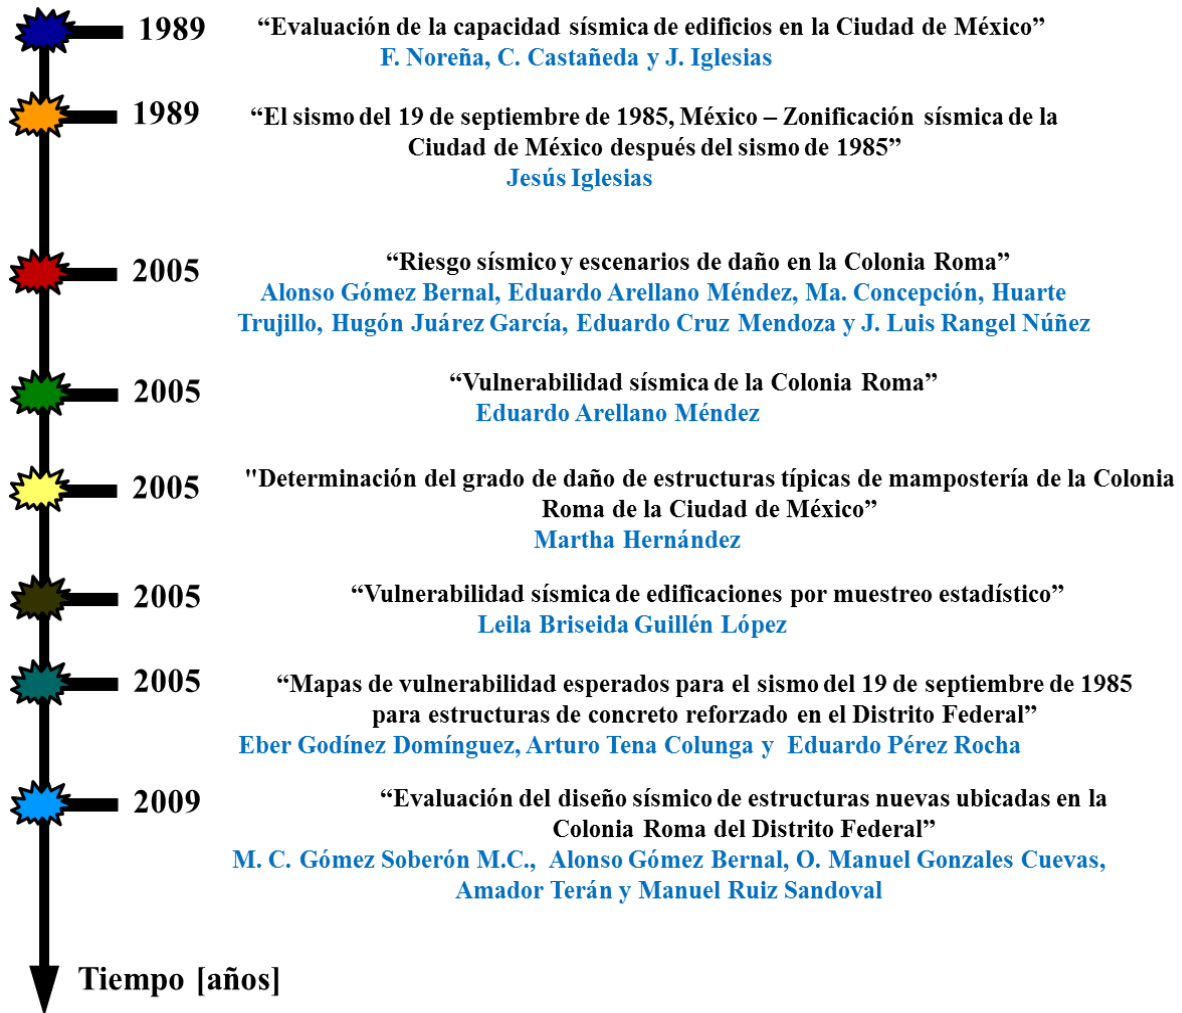 1989
“Evaluación de la capacidad sísmica de edificios en la Ciudad de México”
F. Noreña, C. Castañeda y J. Iglesias
1989
“El sismo del 19 de septiembre de 1985, México – Zonificación sísmica de la
Ciudad de México después del sismo de 1985”
Jesús Iglesias
2005
“Riesgo sísmico y escenarios de daño en la Colonia Roma”
Alonso Gómez Bernal, Eduardo Arellano Méndez, Ma. Concepción, Huarte
Trujillo, Hugón Juárez García, Eduardo Cruz Mendoza y J. Luis Rangel Núñez
2005
“Vulnerabilidad sísmica de la Colonia Roma”
Eduardo Arellano Méndez
2005
"Determinación del grado de daño de estructuras típicas de mampostería de la Colonia
Roma de la Ciudad de México”
Martha Hernández
2005
“Vulnerabilidad sísmica de edificaciones por muestreo estadístico”
Leila Briseida Guillén López
2005
“Mapas de vulnerabilidad esperados para el sismo del 19 de septiembre de 1985
para estructuras de concreto reforzado en el Distrito Federal”
Eber Godínez Domínguez, Arturo Tena Colunga y Eduardo Pérez Rocha
2009
“Evaluación del diseño sísmico de estructuras nuevas ubicadas en la
Colonia Roma del Distrito Federal”
M. C. Gómez Soberón M.C., Alonso Gómez Bernal, O. Manuel Gonzales Cuevas,
Amador Terán y Manuel Ruiz Sandoval
Tiempo [años]